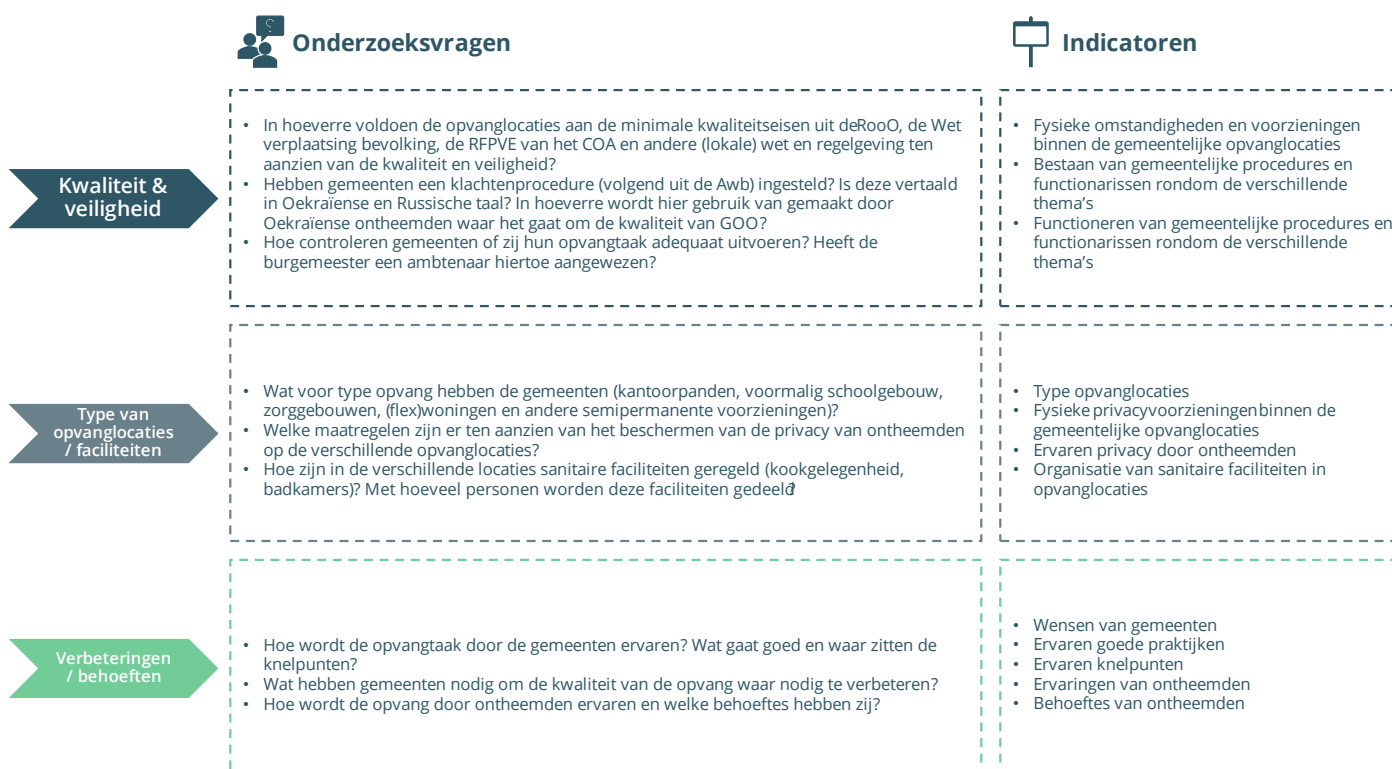 Onderzoeksvragen
Indicatoren
Kwaliteit &
veiligheid
• In hoeverre voldoen de opvanglocaties aan de minimale kwaliteitseisen uit deRooO, de Wet
verplaatsing bevolking, de RFPVE van het COA en andere (lokale) wet en regelgeving ten
aanzien van de kwaliteit en veiligheid?
• Hebben gemeenten een klachtenprocedure (volgend uit de Awb) ingesteld? Is deze vertaald
in Oekraïense en Russische taal? In hoeverre wordt hier gebruik van gemaakt door
Oekraïense ontheemden waar het gaat om de kwaliteit van GOO?
• Hoe controleren gemeenten of zij hun opvangtaak adequaat uitvoeren? Heeft de
burgemeester een ambtenaar hiertoe aangewezen?
• Fysieke omstandigheden en voorzieningen
binnen de gemeentelijke opvanglocaties
• Bestaan van gemeentelijke procedures en
functionarissen rondom de verschillende
thema’s
• Functioneren van gemeentelijke procedures en
functionarissen rondom de verschillende
thema’s
Type van
opvanglocaties
/ faciliteiten
• Wat voor type opvang hebben de gemeenten (kantoorpanden, voormalig schoolgebouw,
zorggebouwen, (flex)woningen en andere semipermanente voorzieningen)?
• Welke maatregelen zijn er ten aanzien van het beschermen van de privacy van ontheemden
op de verschillende opvanglocaties?
• Hoe zijn in de verschillende locaties sanitaire faciliteiten geregeld (kookgelegenheid,
badkamers)? Met hoeveel personen worden deze faciliteiten gedeeld?
• Type opvanglocaties
• Fysieke privacyvoorzieningen binnen de
gemeentelijke opvanglocaties
• Ervaren privacy door ontheemden
• Organisatie van sanitaire faciliteiten in
opvanglocaties
Verbeteringen
/ behoeften
• Hoe wordt de opvangtaak door de gemeenten ervaren? Wat gaat goed en waar zitten de
knelpunten?
• Wat hebben gemeenten nodig om de kwaliteit van de opvang waar nodig te verbeteren?
• Hoe wordt de opvang door ontheemden ervaren en welke behoeftes hebben zij?
• Wensen van gemeenten
• Ervaren goede praktijken
• Ervaren knelpunten
• Ervaringen van ontheemden
• Behoeftes van ontheemden